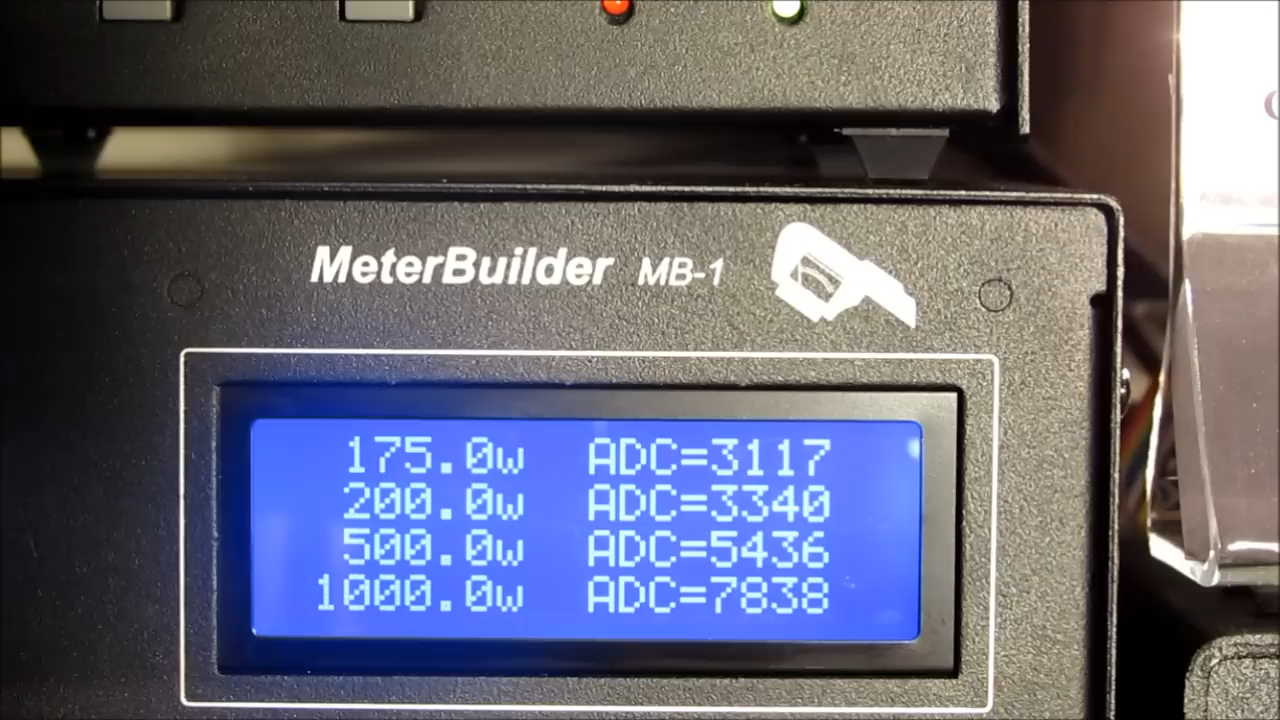 MeterBuilder MB-1
175.0w ADC=3117
200.0w ADC=3340
500.0w ADC=5436
1000.0w ADC=7838